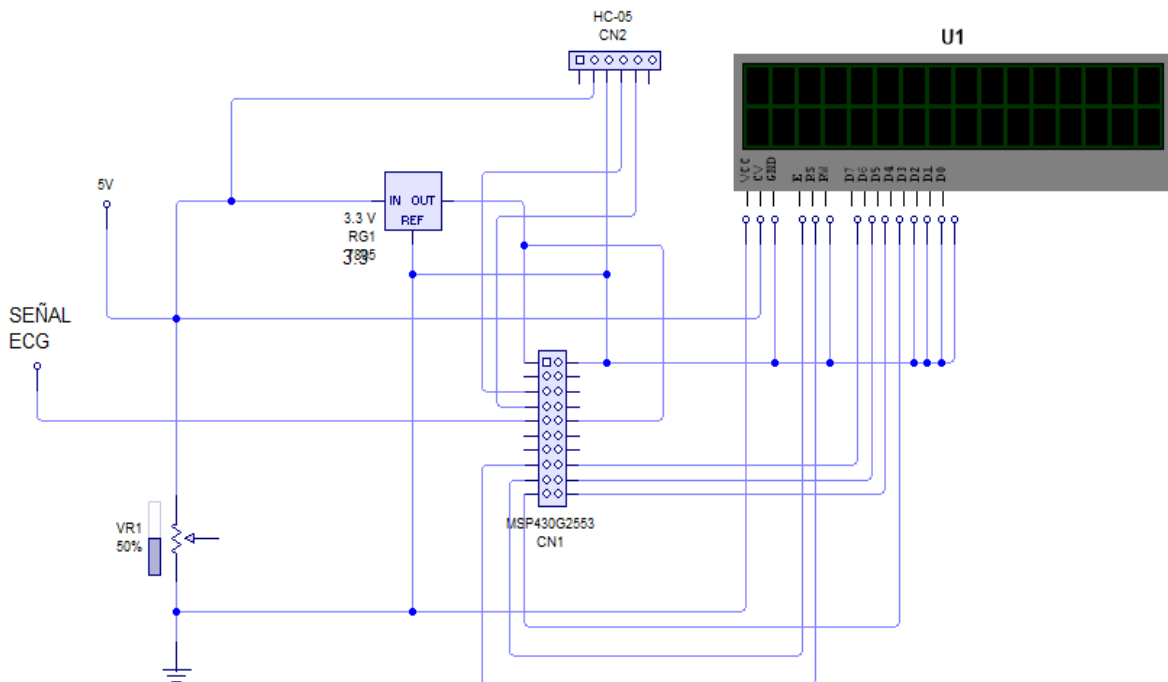 HC-05
CN2
U1
VCC
CV
GND
E
RS
RW
D7
D6
D5
D4
D3
D2
D1
D0
5V
IN OUT
REF
3.3 V
RG1
SEÑAL
ECG
VR1
50%
MSP430G2553
CN1